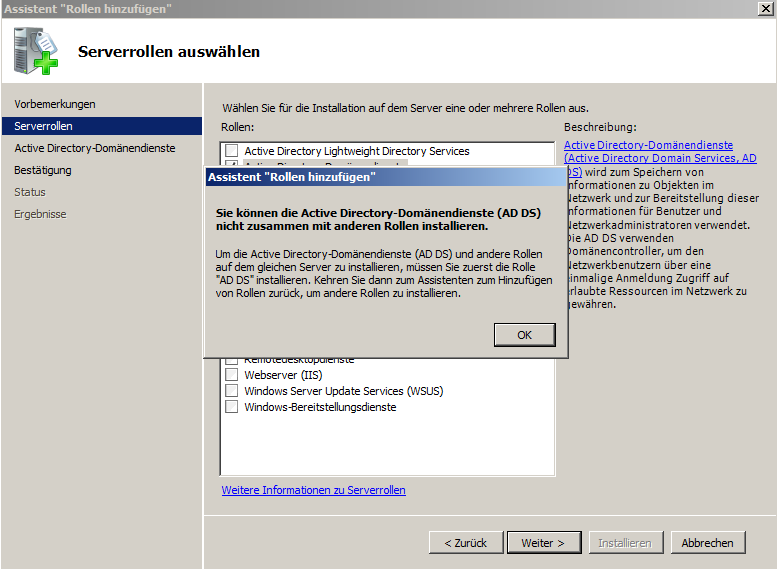 Assistent "Rollen hinzufügen"
Serverrollen auswählen
Vorbemerkungen
Serverrollen
Active Directory-Domänendienste
Bestätigung
Status
Ergebnisse
Wählen Sie für die Installation auf dem Server eine oder mehrere Rollen aus.
Rollen:
Active Directory Lightweight Directory Services
Assistent "Rollen hinzufügen"
Sie können die Active Directory-Domänendienste (AD DS)
nicht zusammen mit anderen Rollen installieren.
Um die Active Directory-Domänendienste (AD DS) und andere Rollen
auf dem gleichen Server zu installieren, müssen Sie zuerst die Rolle
"AD DS" installieren. Kehren Sie dann zum Assistenten zum Hinzufügen
von Rollen zurück, um andere Rollen zu installieren.
OK
Remotedesktopdienste
Webserver (IIS)
Windows Server Update Services (WSUS)
Windows-Bereitstellungsdienste
Weitere Informationen zu Serverrollen
Beschreibung:
Active Directory-Domänendienste
(Active Directory Domain Services, AD
DS) wird zum Speichern von
Informationen zu Objekten im
Netzwerk und zur Bereitstellung dieser
Informationen für Benutzer und
Netzwerkadministratoren verwendet.
Die AD DS verwenden
Domänencontroller, um den
Netzwerkbenutzern über eine
einmalige Anmeldung Zugriff auf
erlaubte Ressourcen im Netzwerk zu
gewähren.
< Zurück
Weiter >
Installieren
Abbrechen